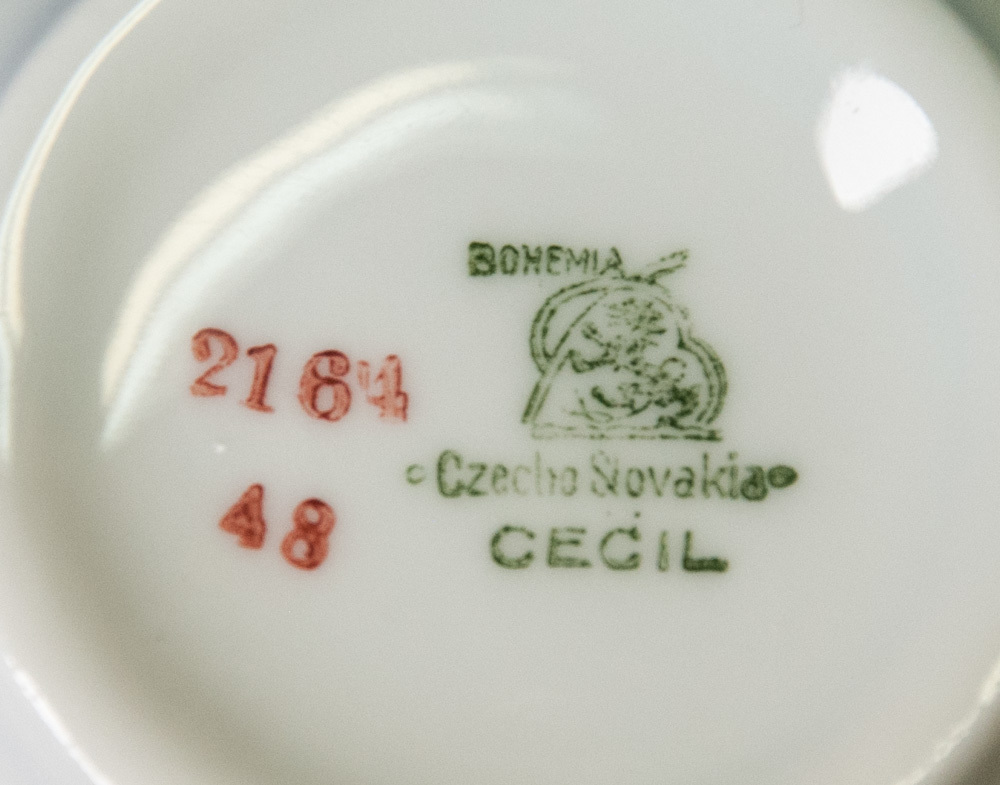 BOHEMIA
2164
Czecho Slovakia
48
CECIL